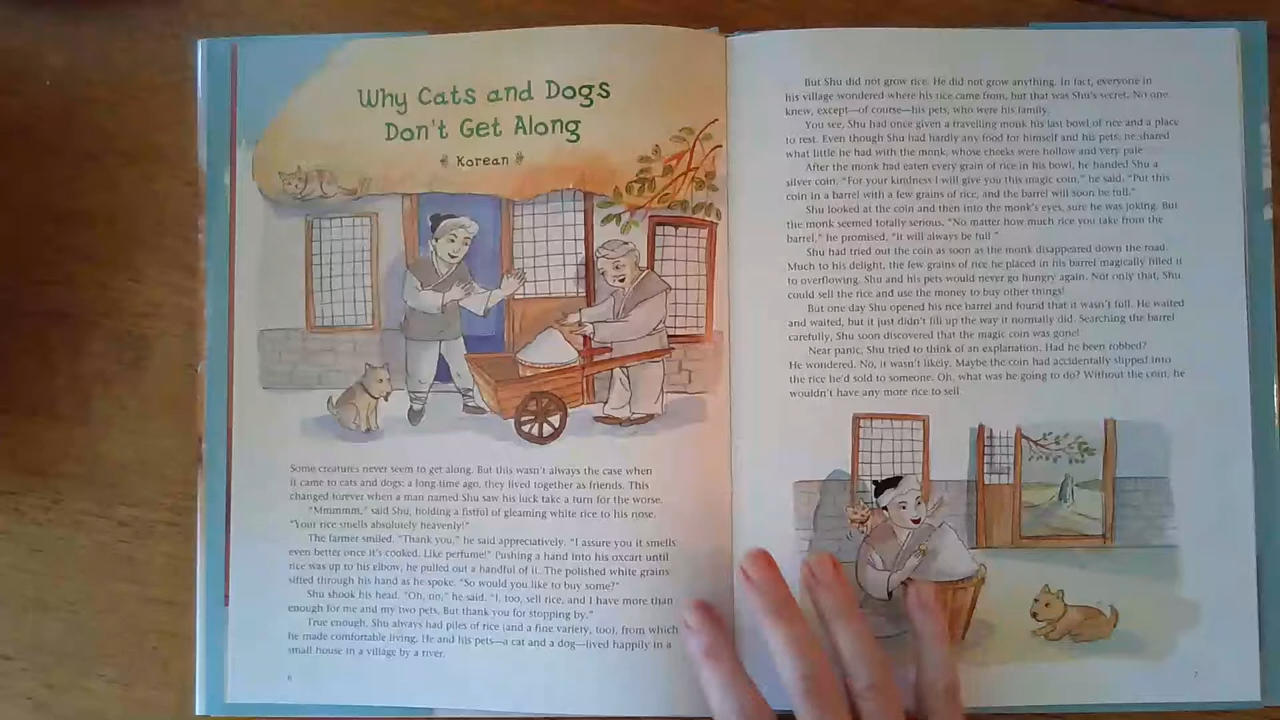 Why Cats and Dogs
Don't Get Along
Korean
Some creatures never seem to get along. But this wasn't always the case when
it came to cats and dogs; a long time ago, they lived together as friends. This
changed forever when a man named Shu saw his luck take a turn for the worse.
"Mmmmm," said Shu, holding a fistful of gleaming white rice to his nose.
"Your rice smells absolutely heavenly!"
The farmer smiled. "Thank you," he said appreciatively. "I assure you it smells
even better once it's cooked. Like perfume!" Pushing a hand into his oxcart until
rice was up to his elbow, he pulled out a handful of it. The polished white grains
sifted through his hand as he spoke. "So would you like to buy some?"
Shu shook his head. "Oh, no," he said. "I, too, sell rice, and I have more than
enough for me and my two pets. But thank you for stopping by."
True enough, Shu always had piles of rice (and a fine variety, too), from which
he made comfortable living. He and his pets—a cat and a dog—lived happily in a
small house in a village by a river.
6
But Shu did not grow rice. He did not grow anything. In fact, everyone in
his village wondered where his rice came from, but that was Shu's secret. No one
knew, except—of course—his pets, who were his family.
You see, Shu had once given a travelling monk his last bowl of rice and a place
to rest. Even though Shu had hardly any food for himself and his pets, he shared
what little he had with the monk, whose cheeks were hollow and very pale.
After the monk had eaten every grain of rice in his bowl, he handed Shu a
silver coin. "For your kindness I will give you this magic coin," he said. "Put this
coin in a barrel with a few grains of rice, and the barrel will soon be full."
Shu looked at the coin and then into the monk's eyes, sure he was joking. But
the monk seemed totally serious. "No matter how much rice you take from the
barrel," he promised, "it will always be full."
Shu had tried out the coin as soon as the monk disappeared down the road.
Much to his delight, the few grains of rice he placed in his barrel magically filled it
to overflowing. Shu and his pets would never go hungry again. Not only that, Shu
could sell the rice and use the money to buy other things!
But one day Shu opened his rice barrel and found that it wasn't full. He waited
and waited, but it just didn't fill up the way it normally did. Searching the barrel
carefully, Shu soon discovered that the magic coin was gone!
Near panic, Shu tried to think of an explanation. Had he been robbed?
He wondered. No, it wasn't likely. Maybe the coin had accidentally slipped into
the rice he'd sold to someone. Oh, what was he going to do? Without the coin, he
wouldn't have any more rice to sell.
7